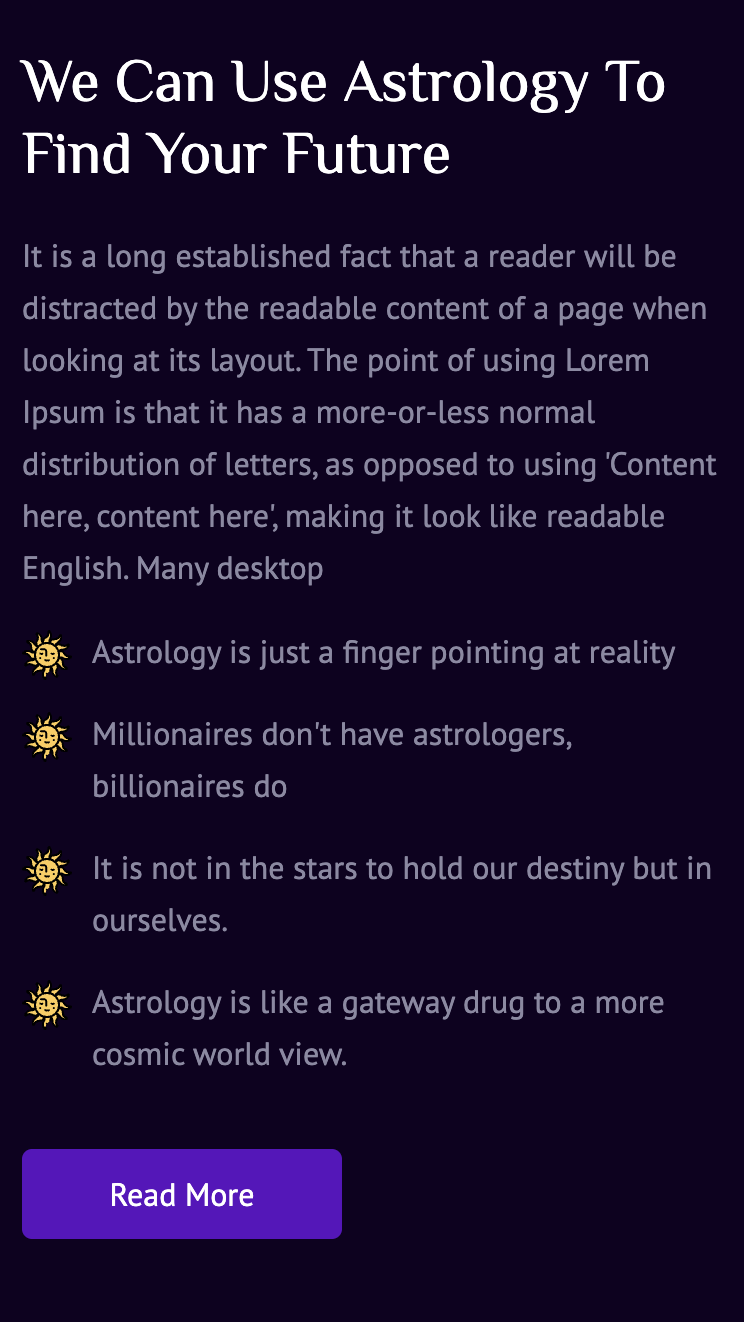 We Can Use Astrology To
Find Your Future
It is a long established fact that a reader will be
distracted by the readable content of a page when
looking at its layout. The point of using Lorem
Ipsum is that it has a more-or-less normal
distribution of letters, as opposed to using 'Content
here, content here', making it look like readable
English. Many desktop
Astrology is just a finger pointing at reality
Millionaires don't have astrologers,
billionaires do
It is not in the stars to hold our destiny but in
ourselves.
Astrology is like a gateway drug to a more
cosmic world view.
Read More